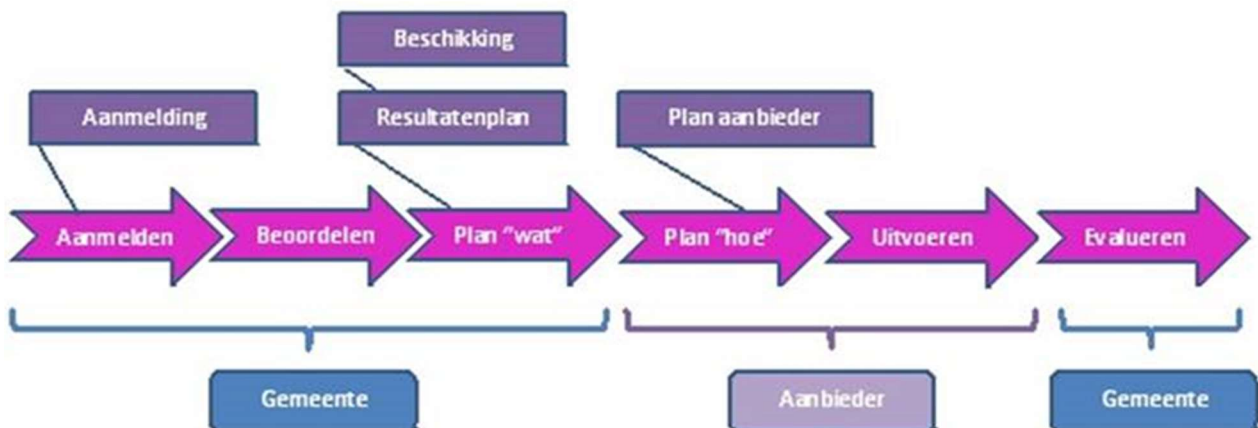 Beschikking
Aanmelding
Resultatenplan
Plan aanbieder
Aanmelden
Beoordelen
Plan “wat”
Plan “hoe”
Uitvoeren
Evalueren
Gemeente
Aanbieder
Gemeente